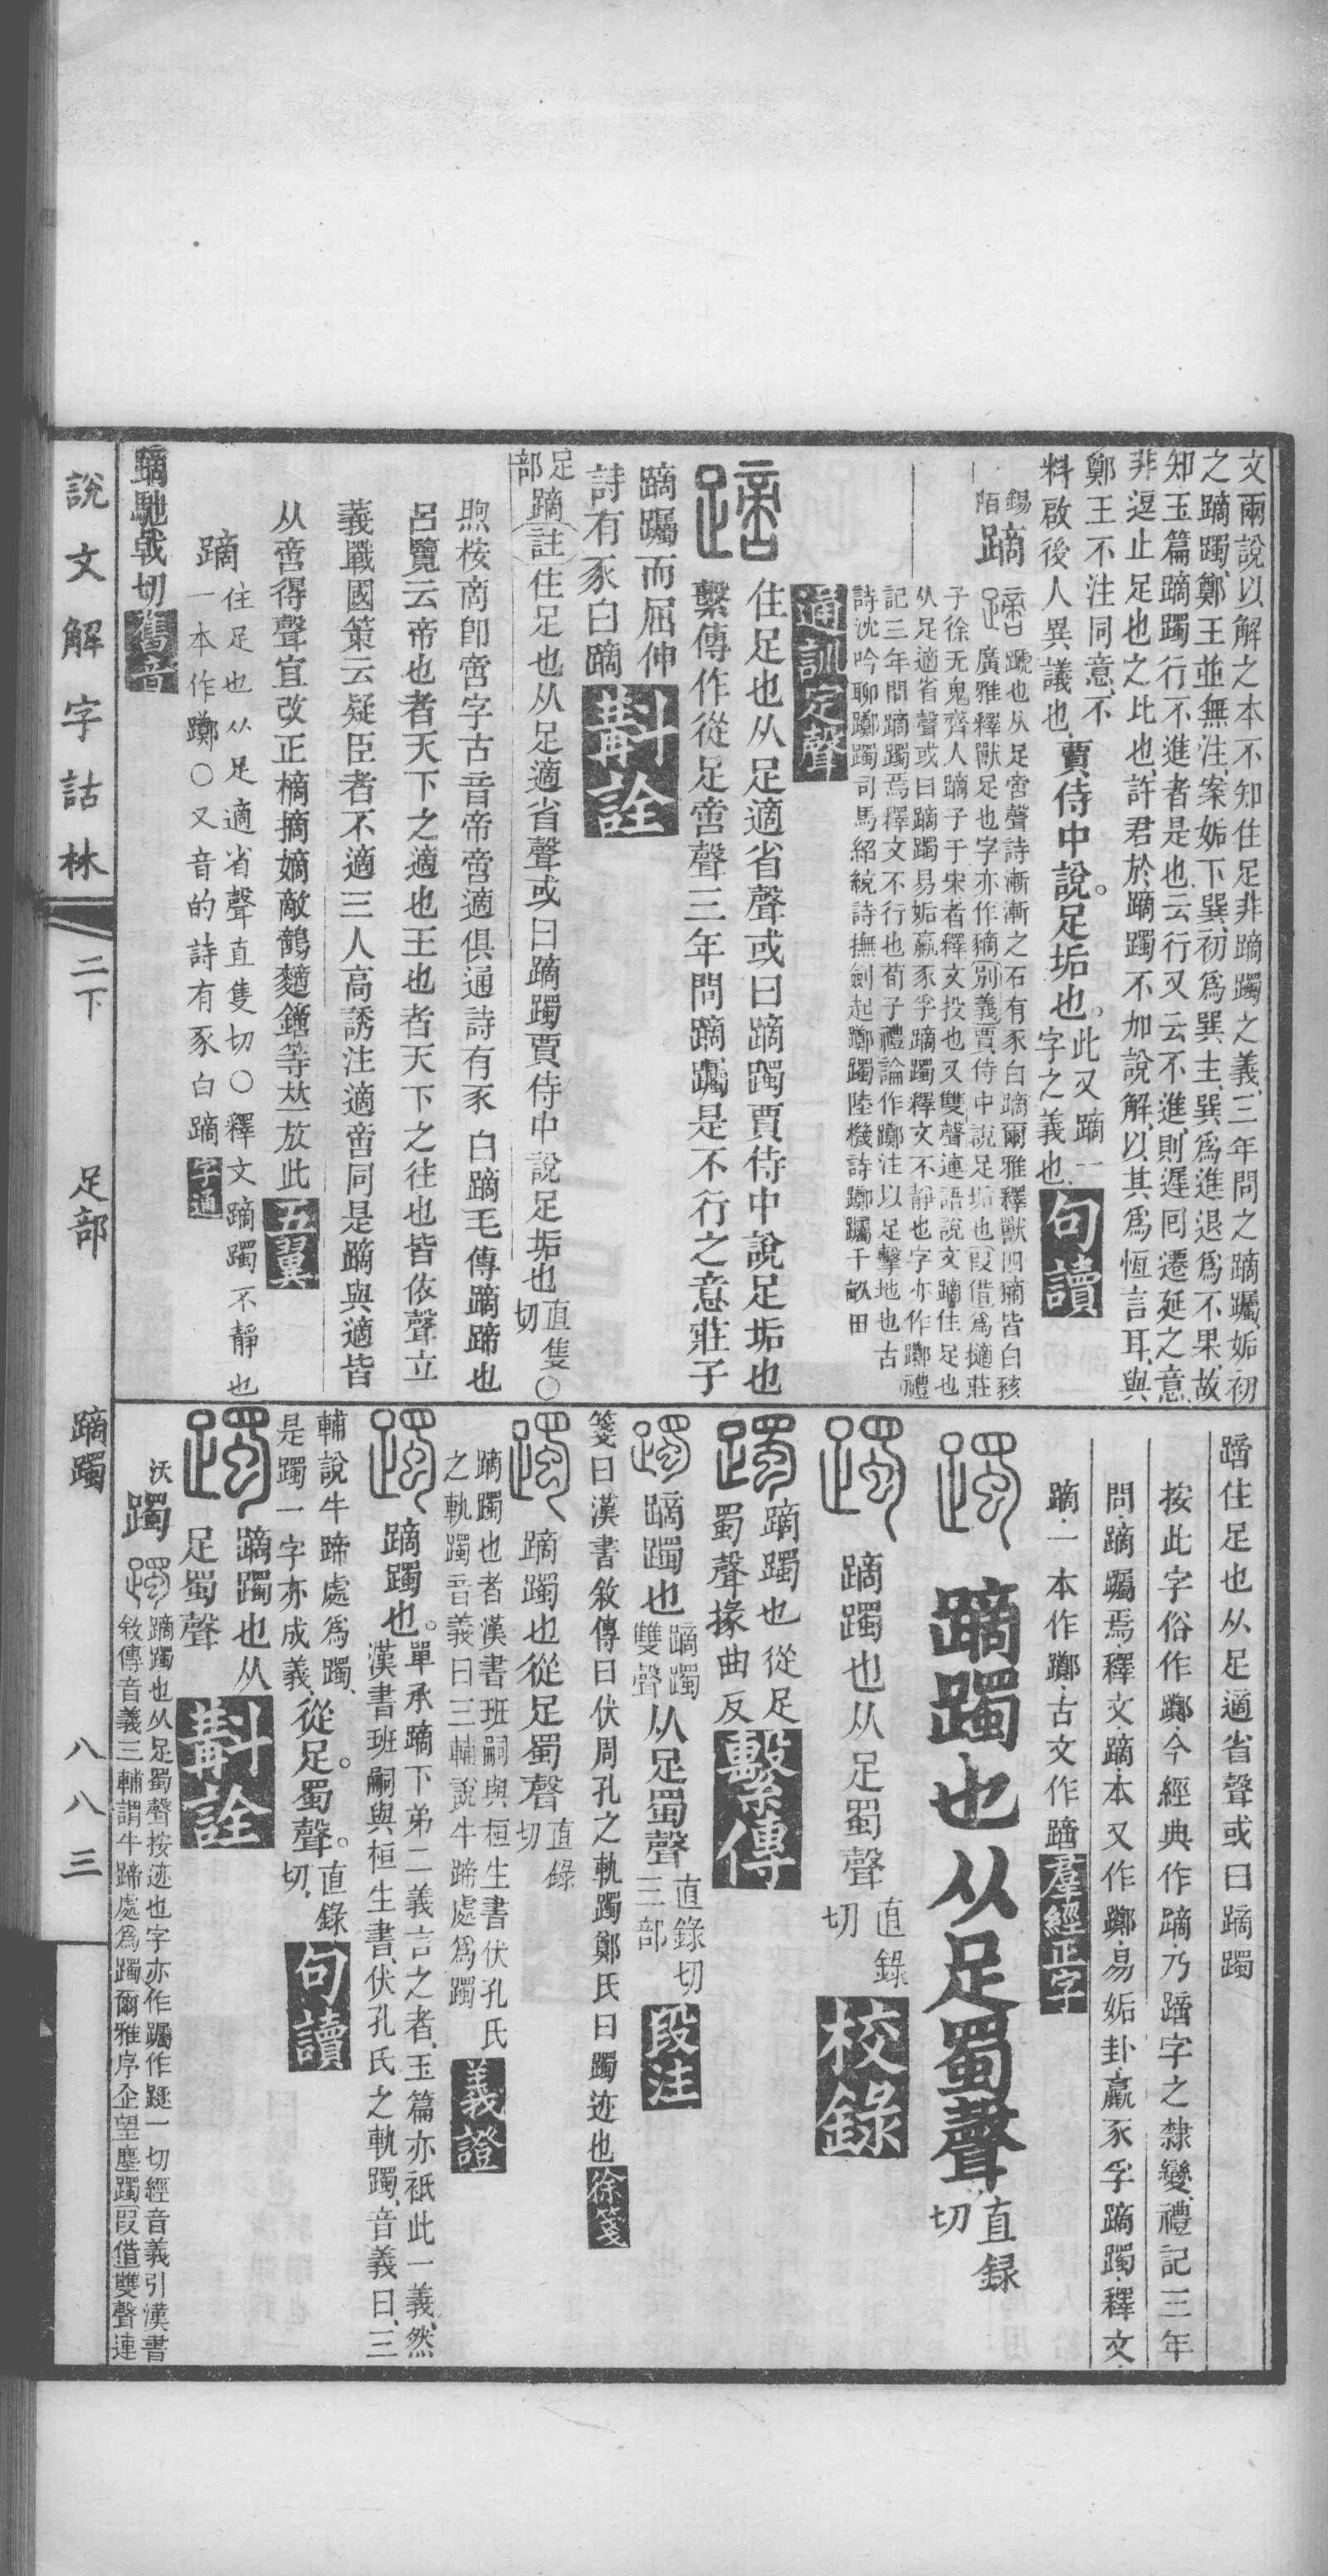 文兩說以解之本不知住足非蹢躅之義三年問之蹢躅姤初
之蹢躅鄭王並無注案姤下巽初爲巽主巽爲進退爲不果故
知玉篇蹢躅行不進者是也云行又云不進則遲回遷延之意
非逗止足也之比也許君於蹢躅不加說解以其爲恆言耳與
鄭王不注同意不
料啟後人異議也賈侍中說足垢也此又蹢一
字之義也句讀
錫
陌蹢
蹏也从足啻聲詩漸漸之石有豕白蹢爾雅釋獸四蹢皆白豥
廣雅釋獸足也字亦作豴別義賈侍中說足垢也叚借爲擿莊
子徐无鬼齊人蹢子于宋者釋文投也又雙聲連語說文蹢住足也
从足適省聲或曰蹢躅易姤羸豕孚蹢躅釋文不靜也字亦作躑禮
記三年問蹢躅焉釋文不行也荀子禮論作躑注以足擊地也古
詩沈吟聊躑躅司馬紹統詩撫劍起躑躅陸機詩躑躅千畝田
通訓定聲
住足也从足適省聲或曰蹢躅賈侍中說足垢也
繫傳作從足啻聲三年問蹢躅是不行之意莊子
蹢躅而屈伸
詩有豕白蹢斠詮
足
部蹢註住足也从足適省聲或曰蹢躅賈侍中說足垢也直隻
切○
煦桉啇卽啻字古音帝啻適俱通詩有豕白蹢毛傳蹢蹄也
呂覽云帝也者天下之適也王也者天下之往也皆依聲立
義戰國策云疑臣者不適三人高誘注適啻同是蹢與適皆
从啻得聲宜改正樀摘嫡敵鷸䵂鏑等竝放此五翼
蹢住足也从足適省聲直隻切○釋文蹢躅不靜也
一本作躑○又音的詩有豕白蹢字通
蹢馳戟切舊音
蹢住足也从足適省聲或曰蹢躅
按此字俗作躑今經典作蹢乃蹢字之隸變禮記三年
問蹢躅焉釋文蹢本又作躑易姤卦羸豕孚蹢躅釋文
蹢一本作躑古文作蹢羣經正字
蹢躅也从足蜀聲直録
切
蹢躅也从足蜀聲直錄
切校錄
蹢躅也從足
蜀聲椽曲反繫傳
蹢躅也蹢躅
雙聲从足蜀聲直錄切
三部段注
箋曰漢書敘傳曰伏周孔之軌躅鄭氏曰躅迹也徐箋
蹢躅也從足蜀聲直錄
切
蹢躅也者漢書班嗣與桓生書伏孔氏
之軌躅音義曰三輔說牛蹄處爲躅義證
蹢躅也單承蹢下弟二義言之者玉篇亦衹此一義然
漢書班嗣與桓生書伏孔氏之軌躅音義曰三
輔說牛蹄處爲躅
是躅一字亦成義從足蜀聲直錄
切句讀
蹢躅也从
足蜀聲斠詮
沃
躅
蹢躅也从足蜀聲按迹也字亦作躅作跿一切經音義引漢書
敘傳音義三輔謂牛蹄處爲躅爾雅序企望塵躅叚借雙聲連
說文解字詁林
二下
足部
蹢躅
八八三